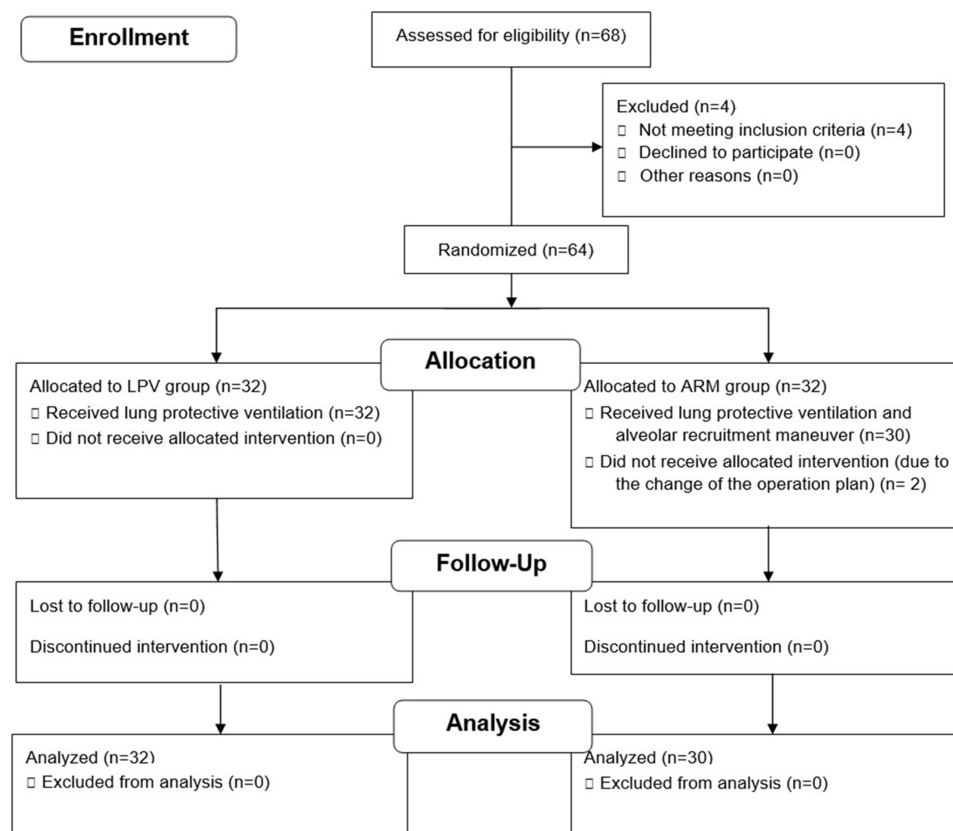 Enrollment
Assessed for eligibility (n=68)
Excluded (n=4)
▯ Not meeting inclusion criteria (n=4)
▯ Declined to participate (n=0)
▯ Other reasons (n=0)
Randomized (n=64)
Allocation
Allocated to LPV group (n=32)
▯ Received lung protective ventilation (n=32)
▯ Did not receive allocated intervention (n=0)
Allocated to ARM group (n=32)
▯ Received lung protective ventilation and
alveolar recruitment maneuver (n=30)
▯ Did not receive allocated intervention (due to
the change of the operation plan) (n= 2)
Follow-Up
Lost to follow-up (n=0)
Discontinued intervention (n=0)
Lost to follow-up (n=0)
Discontinued intervention (n=0)
Analysis
Analyzed (n=32)
▯ Excluded from analysis (n=0)
Analyzed (n=30)
▯ Excluded from analysis (n=0)